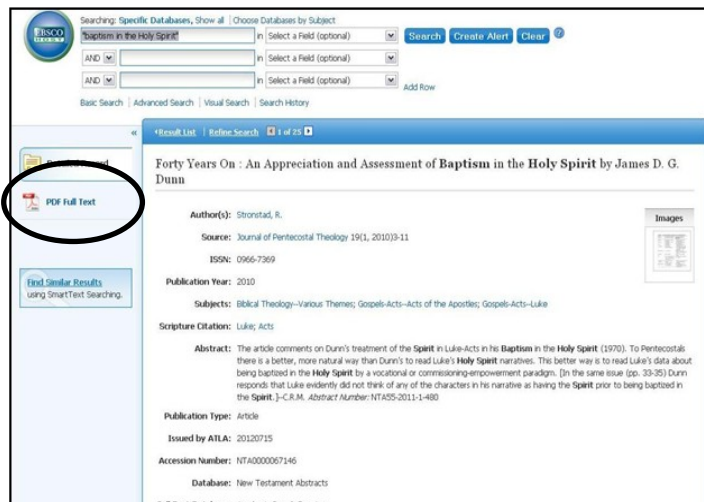 Searching: Specific Databases, Show all | Choose Databases by Subject
EBSCO
HOST
"baptism in the Holy Spirit" in Select a Field (optional) Search Create Alert Clear ?
AND in Select a Field (optional)
AND in Select a Field (optional) Add Row
Basic Search | Advanced Search | Visual Search | Search History
« Result List | Refine Search 1 of 25
Detailed Record
PDF Full Text
Find Similar Results
using SmartText Searching.
Forty Years On : An Appreciation and Assessment of Baptism in the Holy Spirit by James D. G.
Dunn
Images
Author(s): Stronstad, R.
Source: Journal of Pentecostal Theology 19(1, 2010)3-11
ISSN: 0966-7369
Publication Year: 2010
Subjects: Biblical Theology--Various Themes; Gospels-Acts--Acts of the Apostles; Gospels-Acts--Luke
Scripture Citation: Luke; Acts
Abstract: The article comments on Dunn's treatment of the Spirit in Luke-Acts in his Baptism in the Holy Spirit (1970). To Pentecostals
there is a better, more natural way than Dunn's to read Luke's Holy Spirit narratives. This better way is to read Luke's data about
being baptized in the Holy Spirit by a vocational or commissioning-empowerment paradigm. [In the same issue (pp. 33-35) Dunn
responds that Luke evidently did not think of any of the characters in his narrative as having the Spirit prior to being baptized in
the Spirit.]--C.R.M. Abstract Number: NTA55-2011-1-480
Publication Type: Article
Issued by ATLA: 20120715
Accession Number: NTA0000067146
Database: New Testament Abstracts